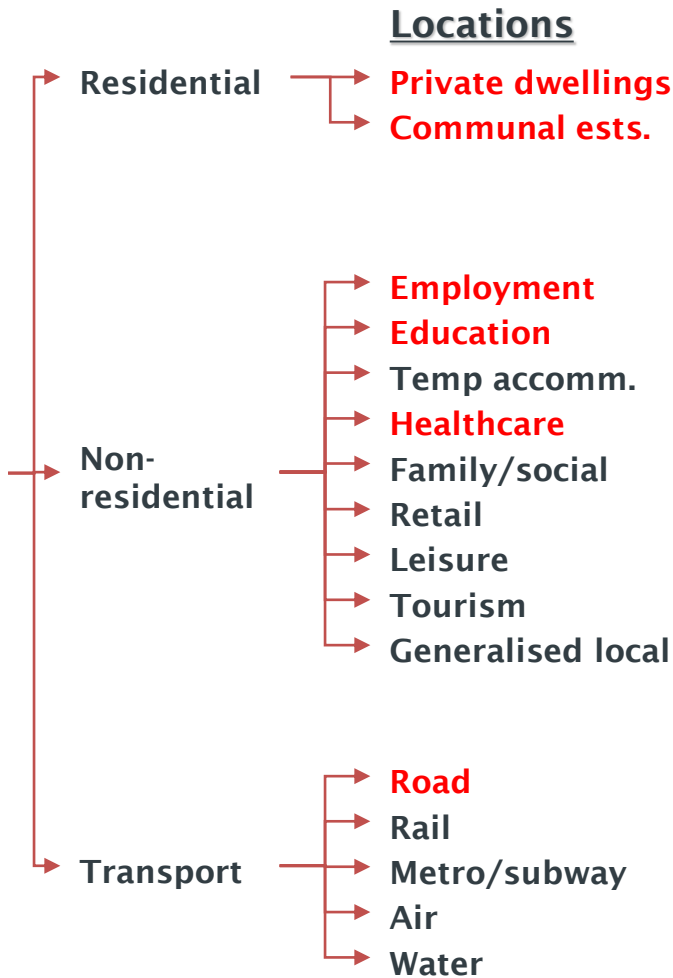 Locations
Residential
Private dwellings
Communal ests.
Non-
residential
Employment
Education
Temp accomm.
Healthcare
Family/social
Retail
Leisure
Tourism
Generalised local
Transport
Road
Rail
Metro/subway
Air
Water